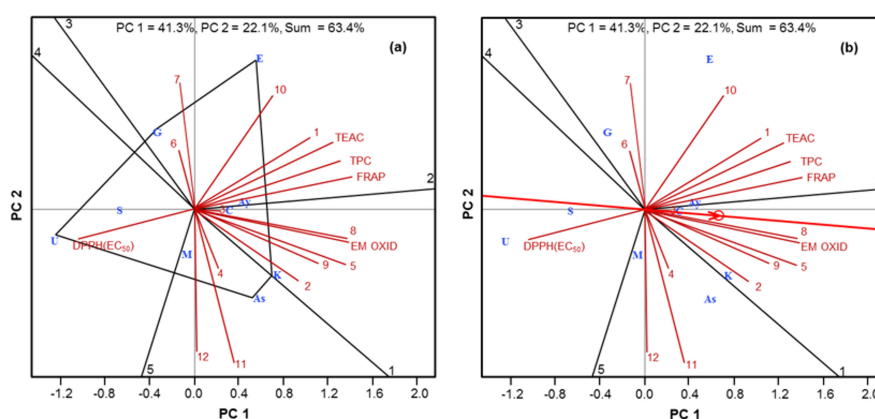 PC 1 = 41.3%, PC 2 = 22.1%, Sum = 63.4%
(a)
3
4
7
E
10
G
1
6
TEAC
TPC
FRAP
2
S
Ay
C
U
DPPH(EC50)
8
EM OXID
M
4
9
5
K
2
As
12
11
5
1
PC 2
-1.2
-0.8
-0.4
0.0
0.4
0.8
1.2
1.6
2.0
PC 1
PC 1 = 41.3%, PC 2 = 22.1%, Sum = 63.4%
(b)
3
4
E
7
10
G
1
6
TEAC
TPC
FRAP
S
Ay
C
U
DPPH(EC50)
8
EM OXID
M
4
9
5
K
2
As
12
11
5
1
PC 2
-1.2
-0.8
-0.4
0.0
0.4
0.8
1.2
1.6
2.0
PC 1